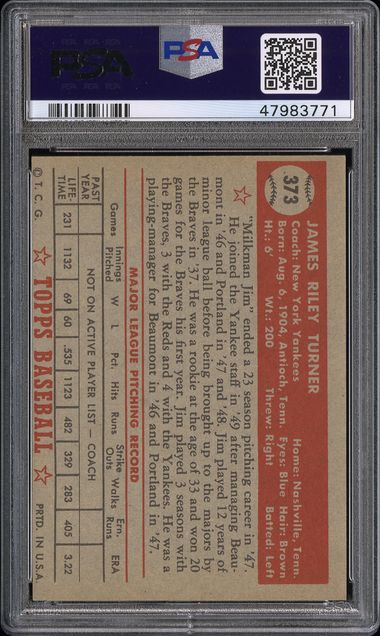 PSA
PSA
47983771
373
JAMES RILEY TURNER
Coach: New York Yankees Home: Nashville, Tenn.
Born: Aug. 6, 1904, Antioch, Tenn. Eyes: Blue Hair: Brown
Ht.: 6' Wt.: 200 Threw: Right Batted: Left
"Milkman Jim" ended a 23 season pitching career in '47.
He joined the Yankee staff in '49 after managing Beau-
mont in '46 and Portland in '47 and '48. Jim played 12 years of
minor league ball before being brought up to the majors by
the Braves in '37. He was a rookie at the age of 33 and won 20
games for the Braves his first year. Jim played 3 seasons with
the Braves, 3 with the Reds and 4 with the Yankees. He was a
playing-manager for Beaumont in '46 and Portland in '47.
MAJOR LEAGUE PITCHING RECORD
Games Innings Pitched W L Pct. Hits Runs Strike Outs Walks Ern. Runs ERA
PAST YEAR NOT ON ACTIVE PLAYER LIST — COACH
LIFE-TIME 231 1132 69 60 .535 1123 482 329 283 405 3.22
© T. C. G. TOPPS BASEBALL PRTD. IN U.S.A.